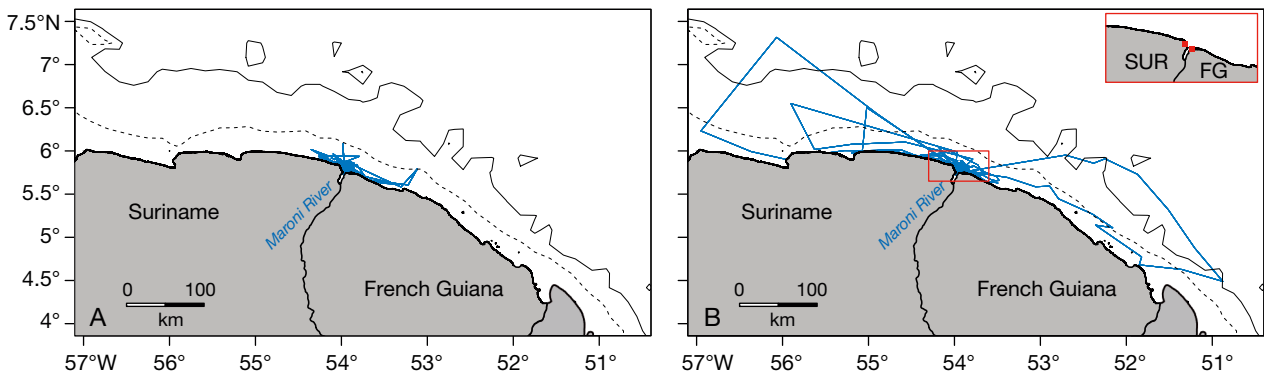 7.5°N
7°
6.5°
6°
5.5°
5°
4.5°
4°
Suriname
Maroni River
French Guiana
0 100
km
A
57°W 56° 55° 54° 53° 52° 51°
SUR
FG
Suriname
Maroni River
French Guiana
0 100
km
B
57°W 56° 55° 54° 53° 52° 51°